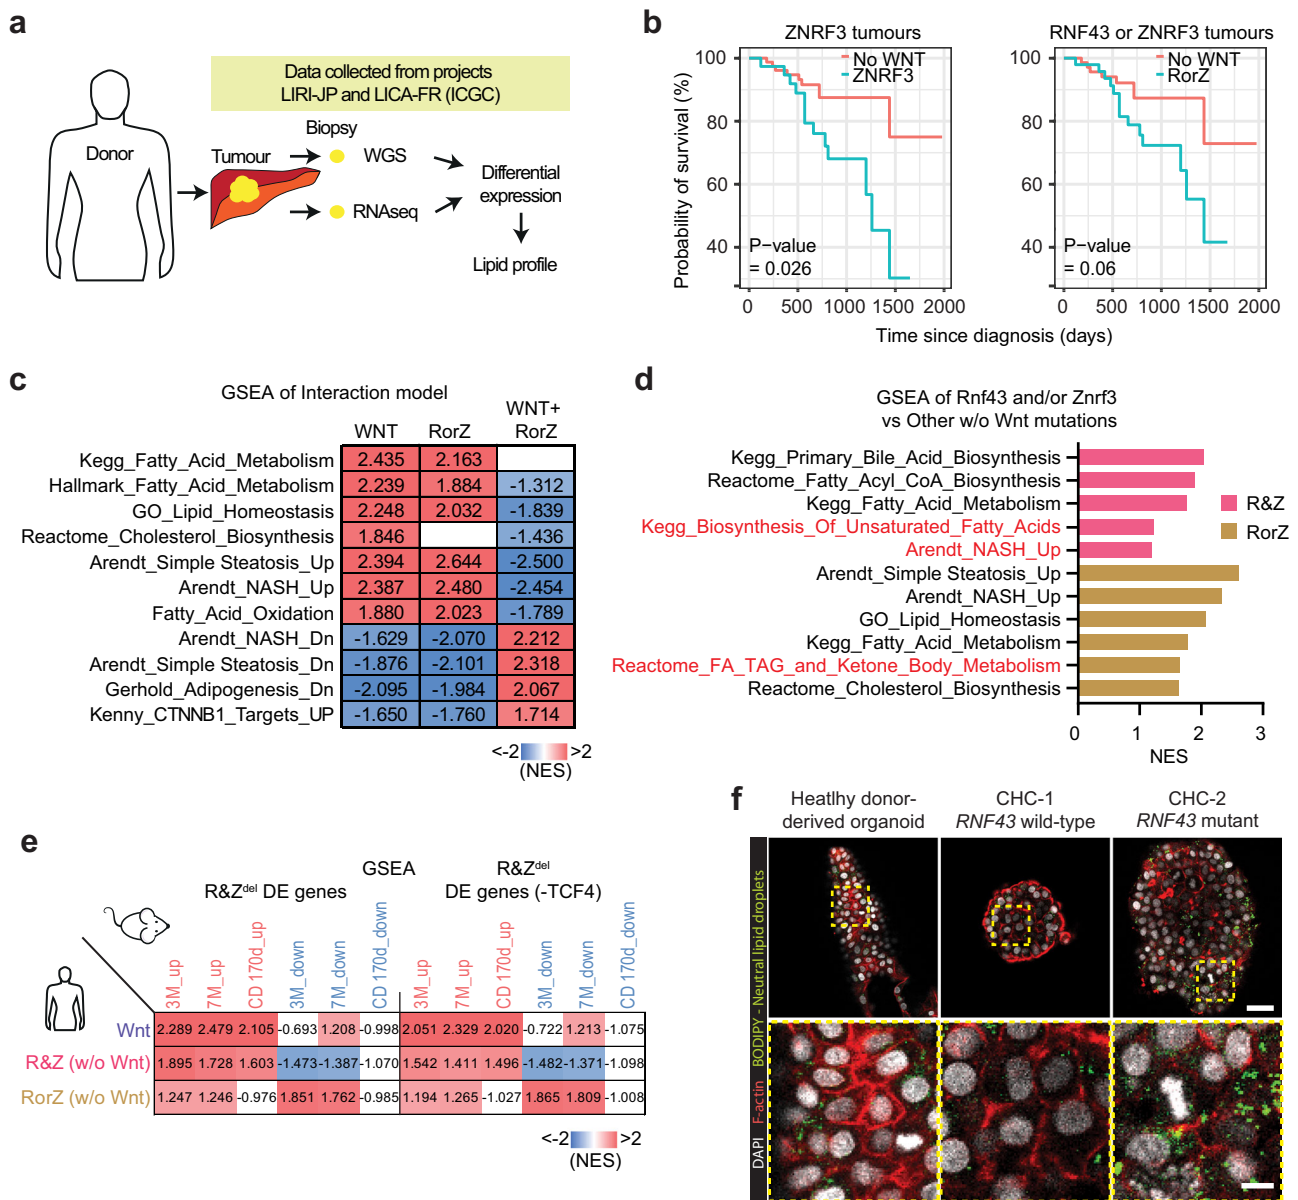 a
Data collected from projects
LIRI-JP and LICA-FR (ICGC)
Biopsy
Donor
Tumour
WGS
RNAseq
Differential
expression
Lipid profile
b
ZNRF3 tumours
No WNT
ZNRF3
100
80
60
40
P-value
= 0.026
0 500 1000 1500 2000
Probability of survival (%)
RNF43 or ZNRF3 tumours
No WNT
RorZ
100
80
60
40
P-value
= 0.06
0 500 1000 1500 2000
Time since diagnosis (days)
c
GSEA of Interaction model
WNT RorZ WNT+
RorZ
Kegg_Fatty_Acid_Metabolism 2.435 2.163
Hallmark_Fatty_Acid_Metabolism 2.239 1.884 -1.312
GO_Lipid_Homeostasis 2.248 2.032 -1.839
Reactome_Cholesterol_Biosynthesis 1.846 -1.436
Arendt_Simple Steatosis_Up 2.394 2.644 -2.500
Arendt_NASH_Up 2.387 2.480 -2.454
Fatty_Acid_Oxidation 1.880 2.023 -1.789
Arendt_NASH_Dn -1.629 -2.070 2.212
Arendt_Simple Steatosis_Dn -1.876 -2.101 2.318
Gerhold_Adipogenesis_Dn -2.095 -1.984 2.067
Kenny_CTNNB1_Targets_UP -1.650 -1.760 1.714
<-2 >2
(NES)
d
GSEA of Rnf43 and/or Znrf3
vs Other w/o Wnt mutations
Kegg_Primary_Bile_Acid_Biosynthesis
Reactome_Fatty_Acyl_CoA_Biosynthesis
Kegg_Fatty_Acid_Metabolism
Kegg_Biosynthesis_Of_Unsaturated_Fatty_Acids
Arendt_NASH_Up
Arendt_Simple Steatosis_Up
Arendt_NASH_Up
GO_Lipid_Homeostasis
Kegg_Fatty_Acid_Metabolism
Reactome_FA_TAG_and_Ketone_Body_Metabolism
Reactome_Cholesterol_Biosynthesis
R&Z
RorZ
0 1 2 3
NES
e
GSEA
R&Zdel DE genes
R&Zdel
DE genes (-TCF4)
3M_up
7M_up
CD 170d_up
3M_down
7M_down
CD 170d_down
3M_up
7M_up
CD 170d_up
3M_down
7M_down
CD 170d_down
Wnt 2.289 2.479 2.105 -0.693 1.208 -0.998 2.051 2.329 2.020 -0.722 1.213 -1.075
R&Z (w/o Wnt) 1.895 1.728 1.603 -1.473 -1.387 -1.070 1.542 1.411 1.496 -1.482 -1.371 -1.098
RorZ (w/o Wnt) 1.247 1.246 -0.976 1.851 1.762 -0.985 1.194 1.265 -1.027 1.865 1.809 -1.008
<-2 >2
(NES)
f
Heatlhy donor-
derived organoid
CHC-1
RNF43 wild-type
CHC-2
RNF43 mutant
DAPI F-actin BODIPY - Neutral lipid droplets